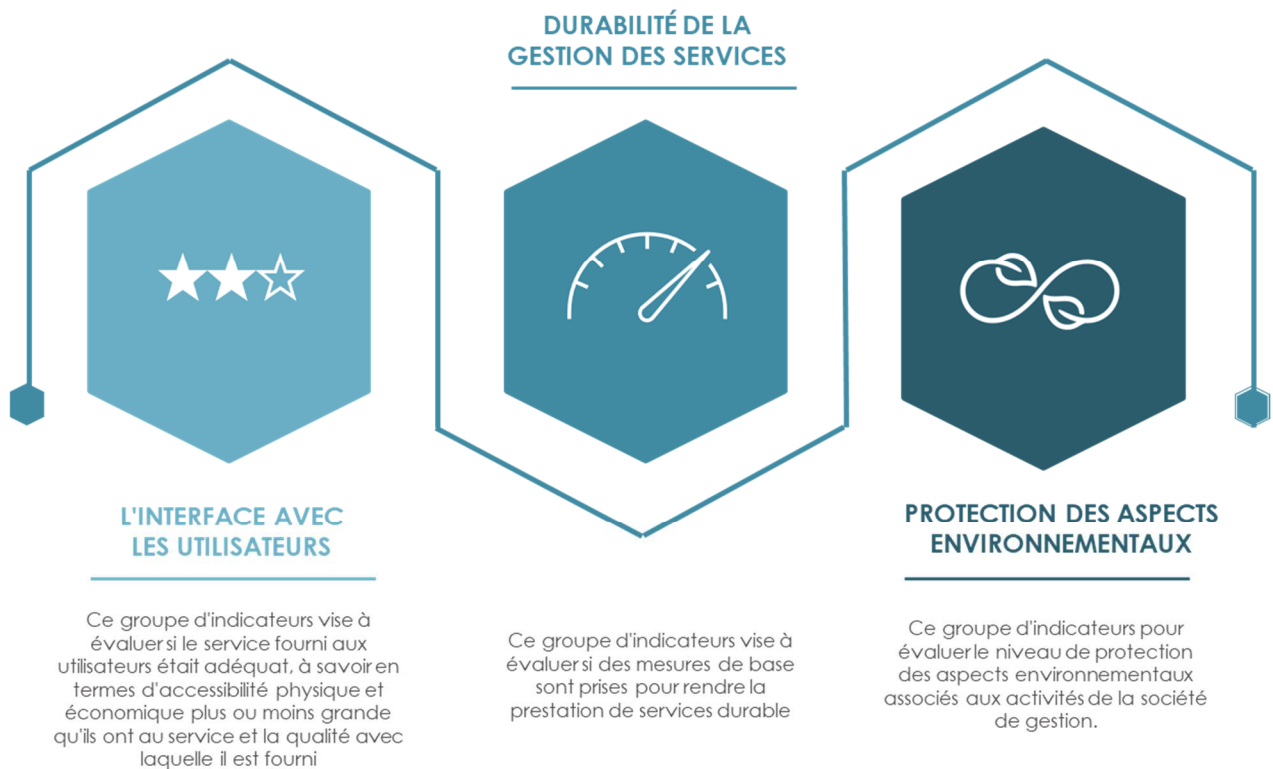 DURABILITÉ DE LA
GESTION DES SERVICES
L'INTERFACE AVEC
LES UTILISATEURS
Ce groupe d'indicateurs vise à
évaluer si le service fourni aux
utilisateurs était adéquat, à savoir en
termes d'accessibilité physique et
économique plus ou moins grande
qu'ils ont au service et la qualité avec
laquelle il est fourni
Ce groupe d'indicateurs vise à
évaluer si des mesures de base
sont prises pour rendre la
prestation de services durable
PROTECTION DES ASPECTS
ENVIRONNEMENTAUX
Ce groupe d'indicateurs pour
évaluer le niveau de protection
des aspects environnementaux
associés aux activités de la société
de gestion.